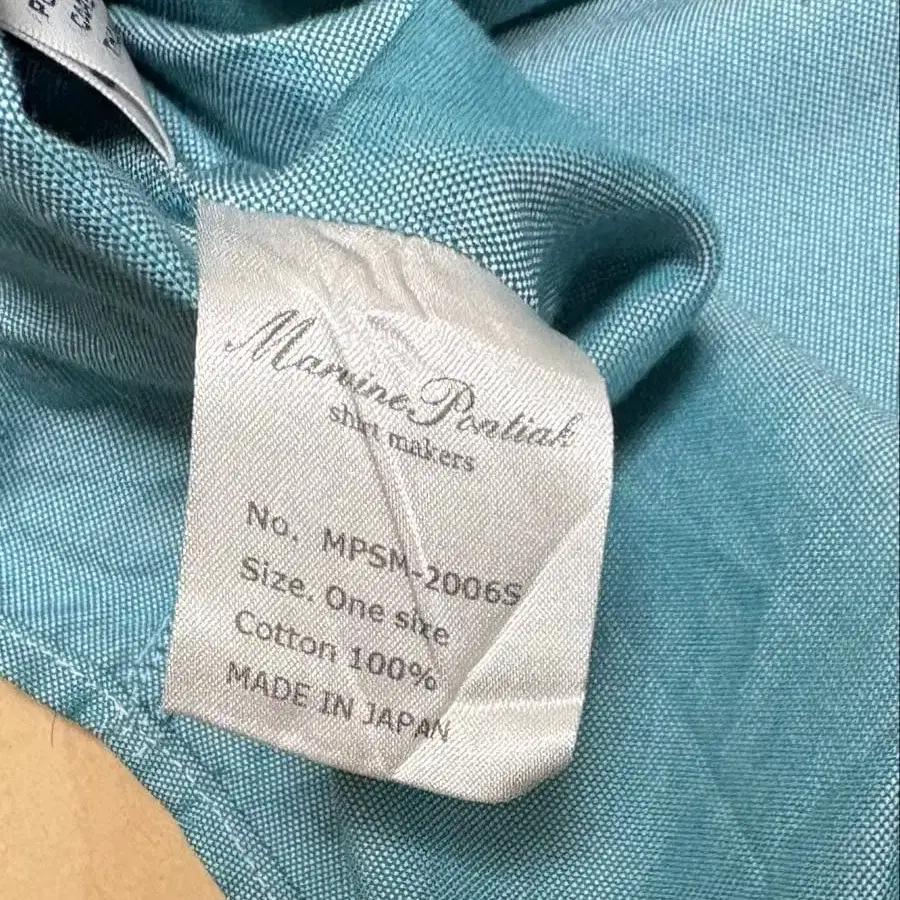 Marvine Pontiak
shirt makers
No. MPSM-2006S
Size. One size
Cotton 100%
MADE IN JAPAN